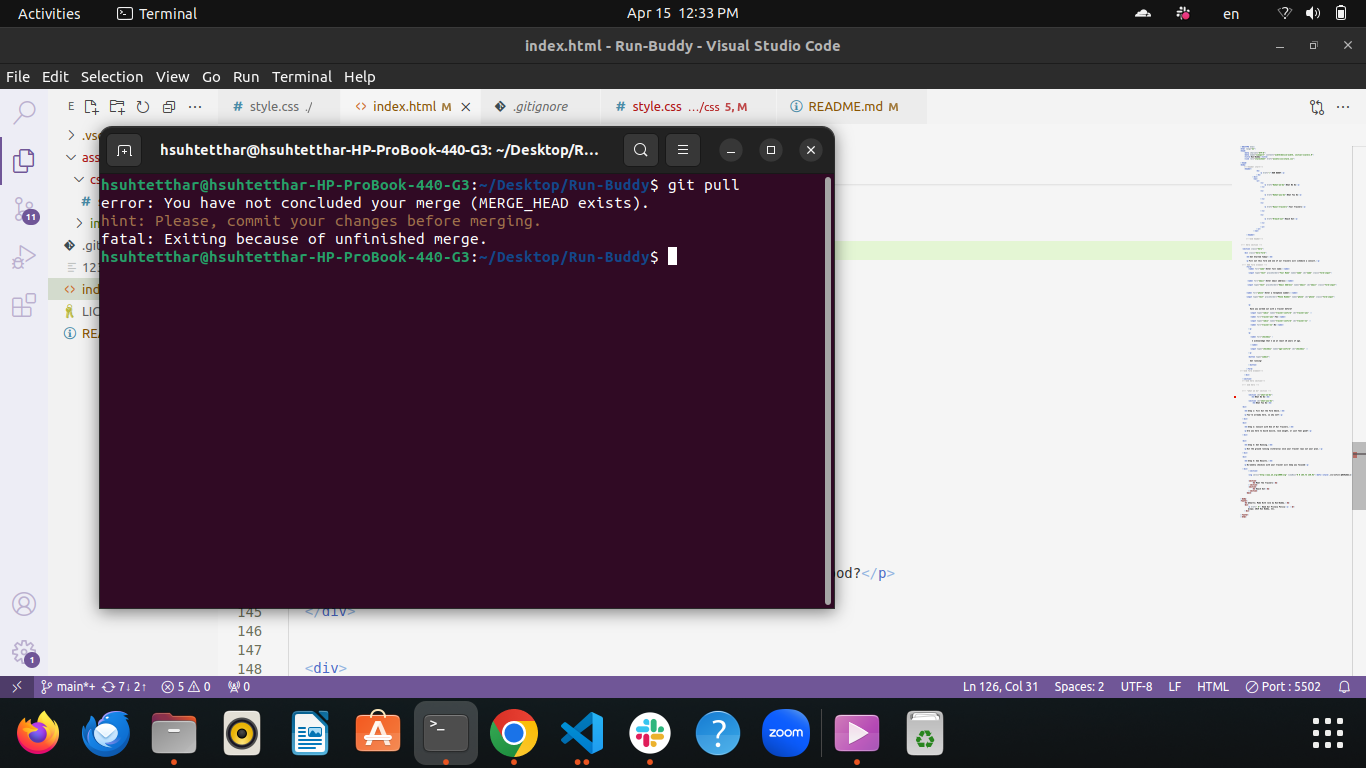 Activities
Terminal
Apr 15 12:33 PM
en
index.html - Run-Buddy - Visual Studio Code
File Edit Selection View Go Run Terminal Help
E
# style.css ./
<> index.html M
.gitignore
# style.css .../css 5, M
README.md M
hsuhtetthar@hsuhtetthar-HP-ProBook-440-G3: ~/Desktop/R...
hsuhtetthar@hsuhtetthar-HP-ProBook-440-G3:~/Desktop/Run-Buddy$ git pull
error: You have not concluded your merge (MERGE_HEAD exists).
hint: Please, commit your changes before merging.
fatal: Exiting because of unfinished merge.
hsuhtetthar@hsuhtetthar-HP-ProBook-440-G3:~/Desktop/Run-Buddy$
.vs
ass
cs
#
11
im
.gi
12
<> ind
LIC
REA
ood?</p>
145 </div>
146
147
148 <div>
1
main*+ 7↓ 2↑
5 0
0
Ln 126, Col 31
Spaces: 2
UTF-8
LF
HTML
Port : 5502
>_
?
zoom